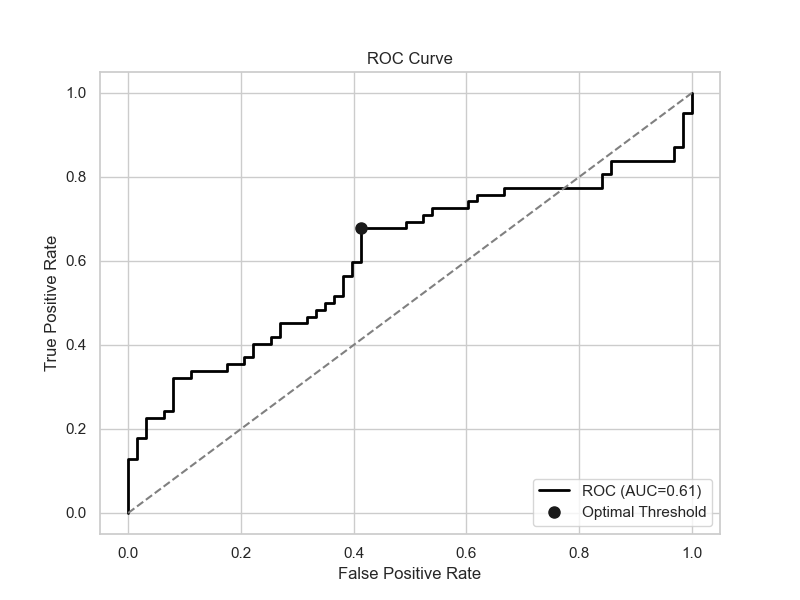 ROC Curve
True Positive Rate
1.0
0.8
0.6
0.4
0.2
0.0
0.0 0.2 0.4 0.6 0.8 1.0
False Positive Rate
ROC (AUC=0.61)
Optimal Threshold